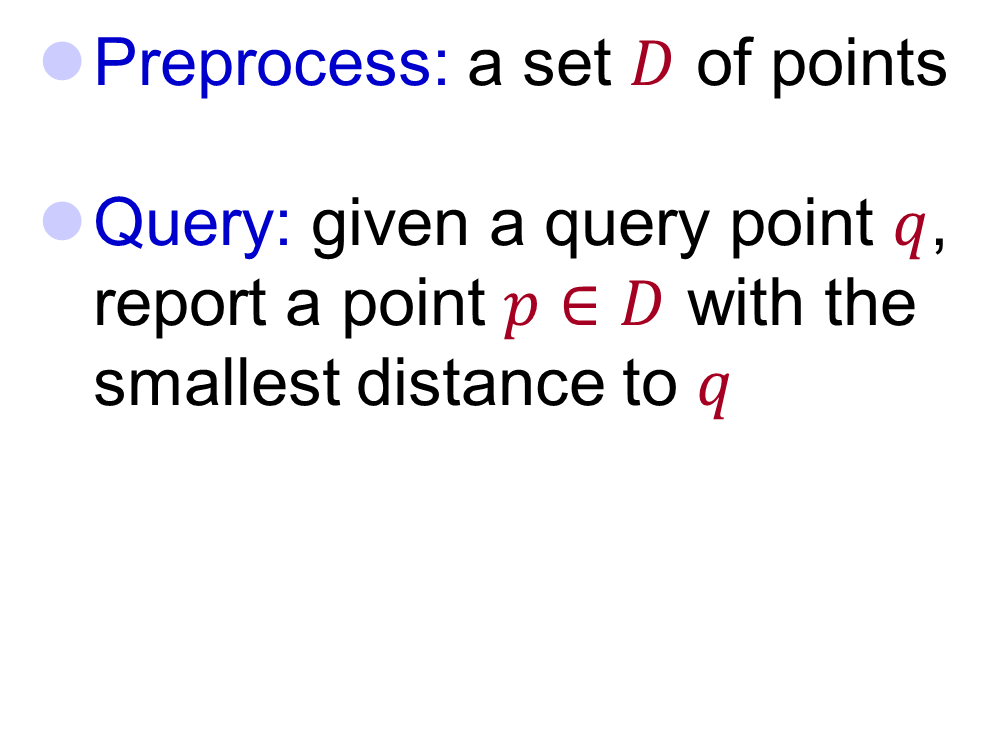 Preprocess: a set D of points
Query: given a query point q,
report a point p ∈ D with the
smallest distance to q